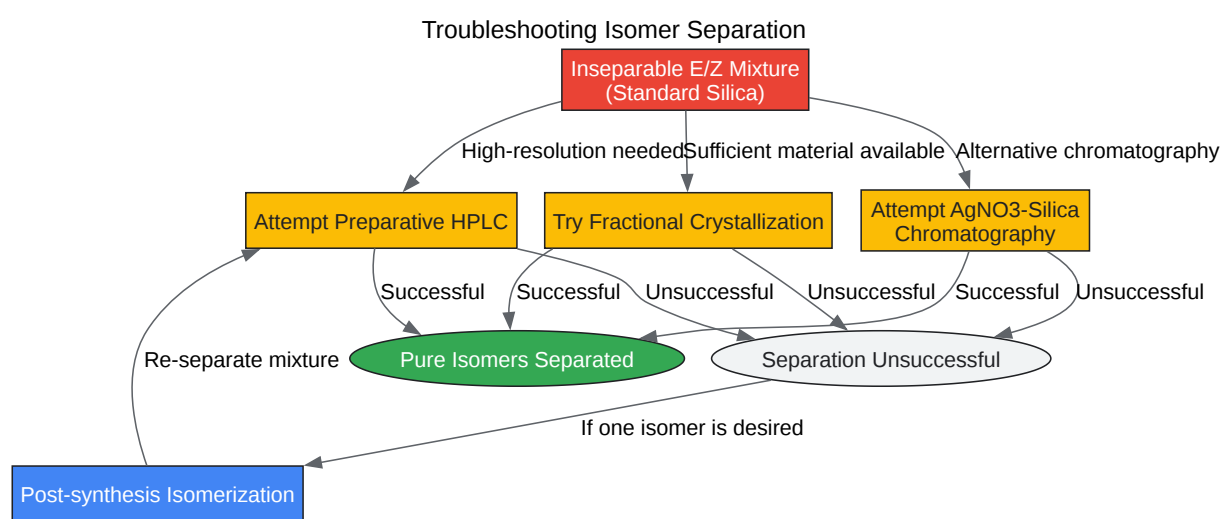 Troubleshooting Isomer Separation
Inseparable E/Z Mixture
(Standard Silica)
High-resolution needed
Sufficient material available
Alternative chromatography
Attempt Preparative HPLC
Try Fractional Crystallization
Attempt AgNO3-Silica
Chromatography
Successful
Successful
Unsuccessful
Unsuccessful
Successful
Unsuccessful
Re-separate mixture
Pure Isomers Separated
Separation Unsuccessful
If one isomer is desired
Post-synthesis Isomerization